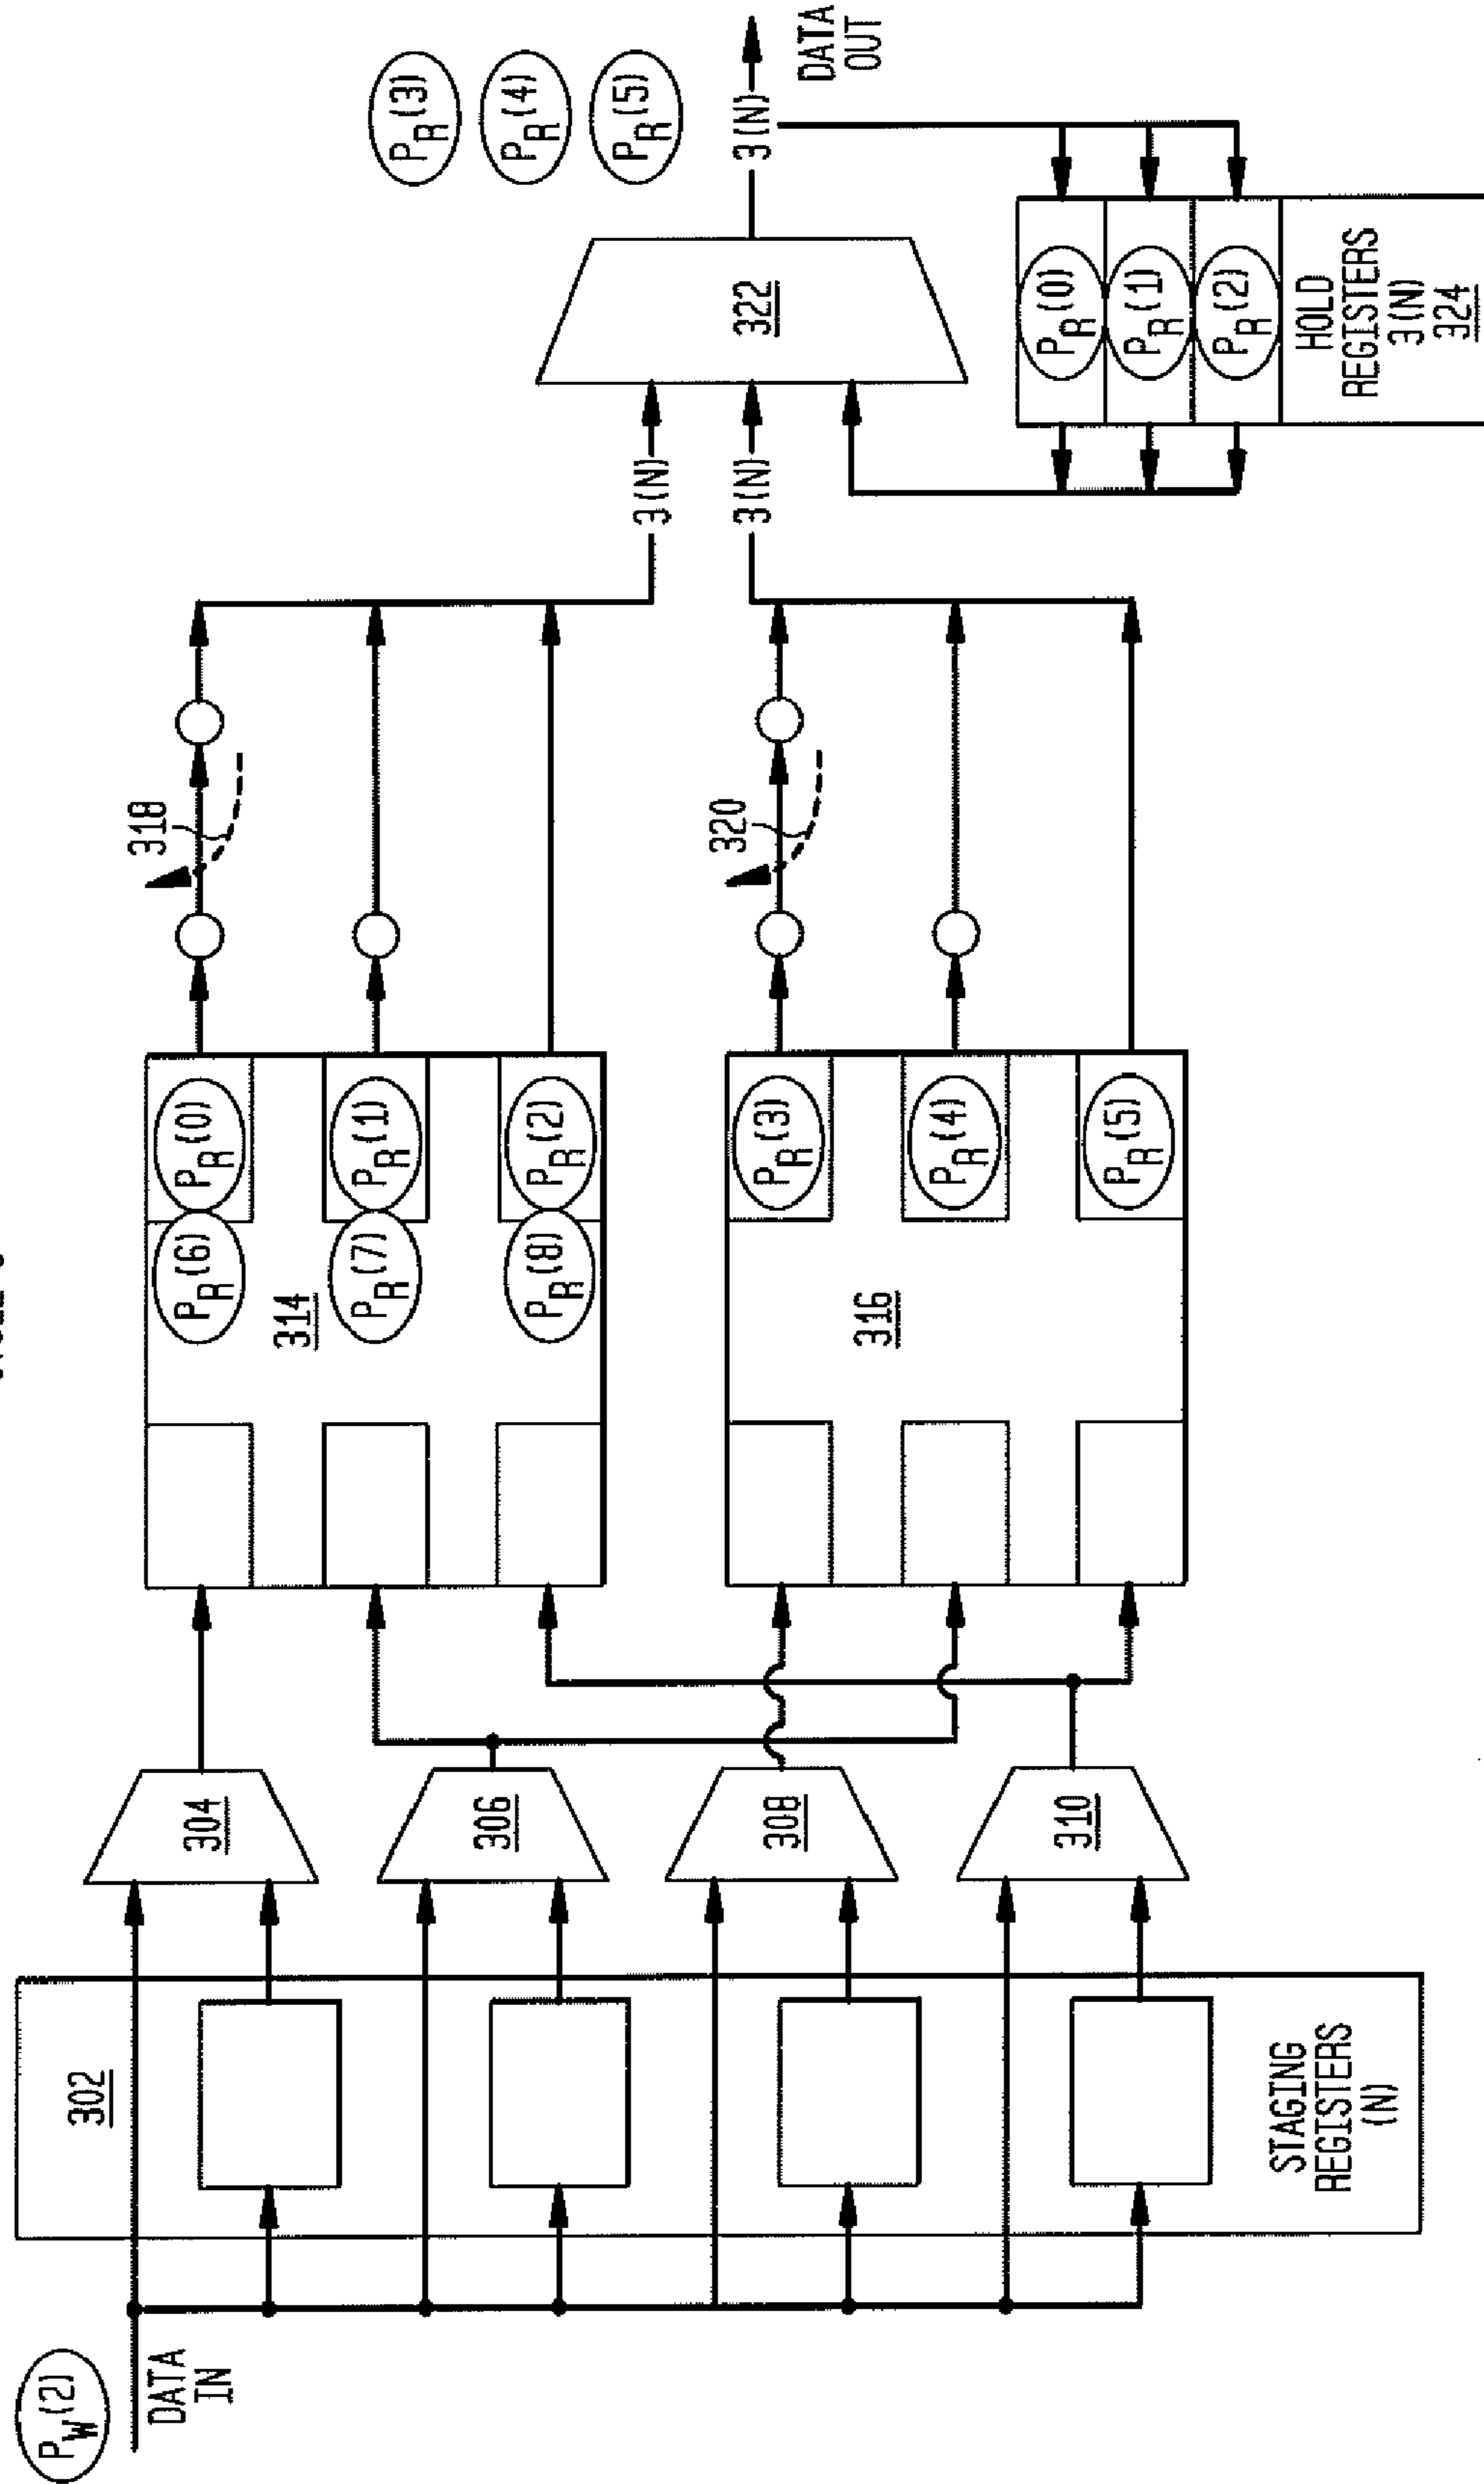 P_W(2)
DATA
IN
302
STAGING
REGISTERS
(N)
304
306
308
310
314
P_R(6)
P_R(0)
P_R(7)
P_R(1)
P_R(8)
P_R(2)
316
P_R(3)
P_R(4)
P_R(5)
318
320
3(N)
3(N)
322
3(N)
DATA
OUT
P_R(3)
P_R(4)
P_R(5)
P_R(0)
P_R(1)
P_R(2)
HOLD
REGISTERS
3(N)
324